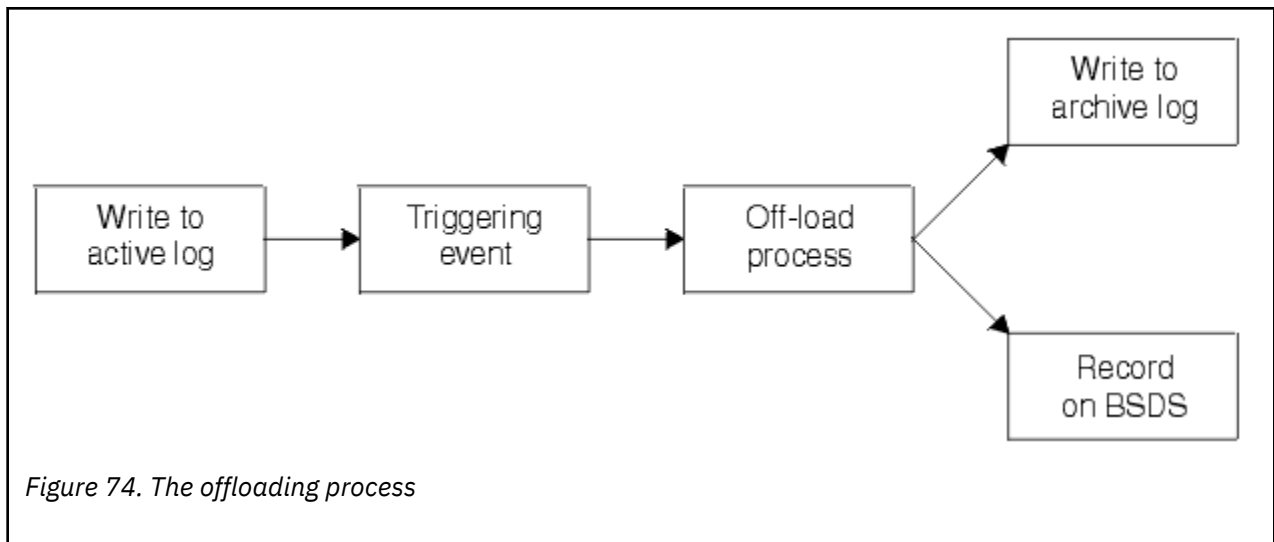 Write to
archive log
Write to
active log
Triggering
event
Off-load
process
Record
on BSDS
Figure 74. The offloading process